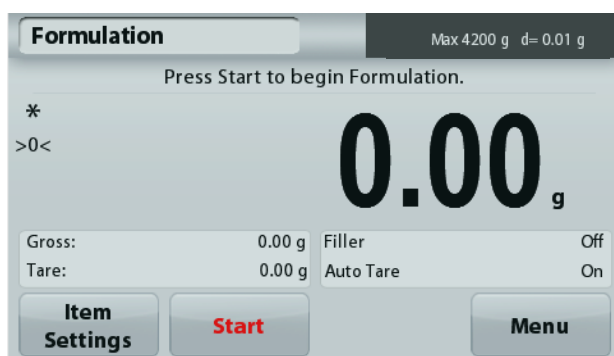 Formulation Max 4200 g d= 0.01 g
Press Start to begin Formulation.
*
>0<
0.00 g
Gross: 0.00 g Filler Off
Tare: 0.00 g Auto Tare On
Item Settings Start Menu